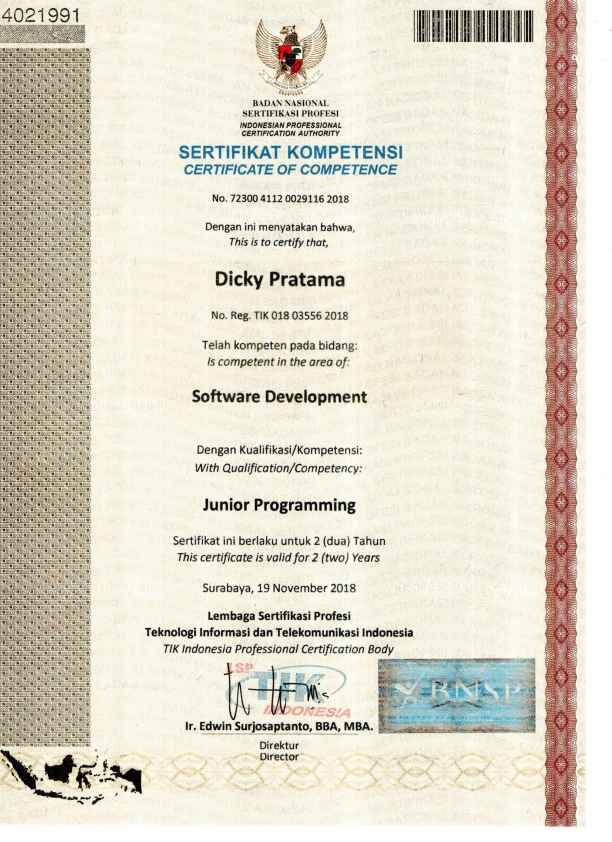 4021991
BADAN NASIONAL
SERTIFIKASI PROFESI
INDONESIAN PROFESSIONAL
CERTIFICATION AUTHORITY
SERTIFIKAT KOMPETENSI
CERTIFICATE OF COMPETENCE
No. 72300 4112 0029116 2018
Dengan ini menyatakan bahwa,
This is to certify that,
Dicky Pratama
No. Reg. TIK 018 03556 2018
Telah kompeten pada bidang:
Is competent in the area of:
Software Development
Dengan Kualifikasi/Kompetensi:
With Qualification/Competency:
Junior Programming
Sertifikat ini berlaku untuk 2 (dua) Tahun
This certificate is valid for 2 (two) Years
Surabaya, 19 November 2018
Lembaga Sertifikasi Profesi
Teknologi Informasi dan Telekomunikasi Indonesia
TIK Indonesia Professional Certification Body
LSP
TIK
INDONESIA
BNSP
Ir. Edwin Surjosaptanto, BBA, MBA.
Direktur
Director